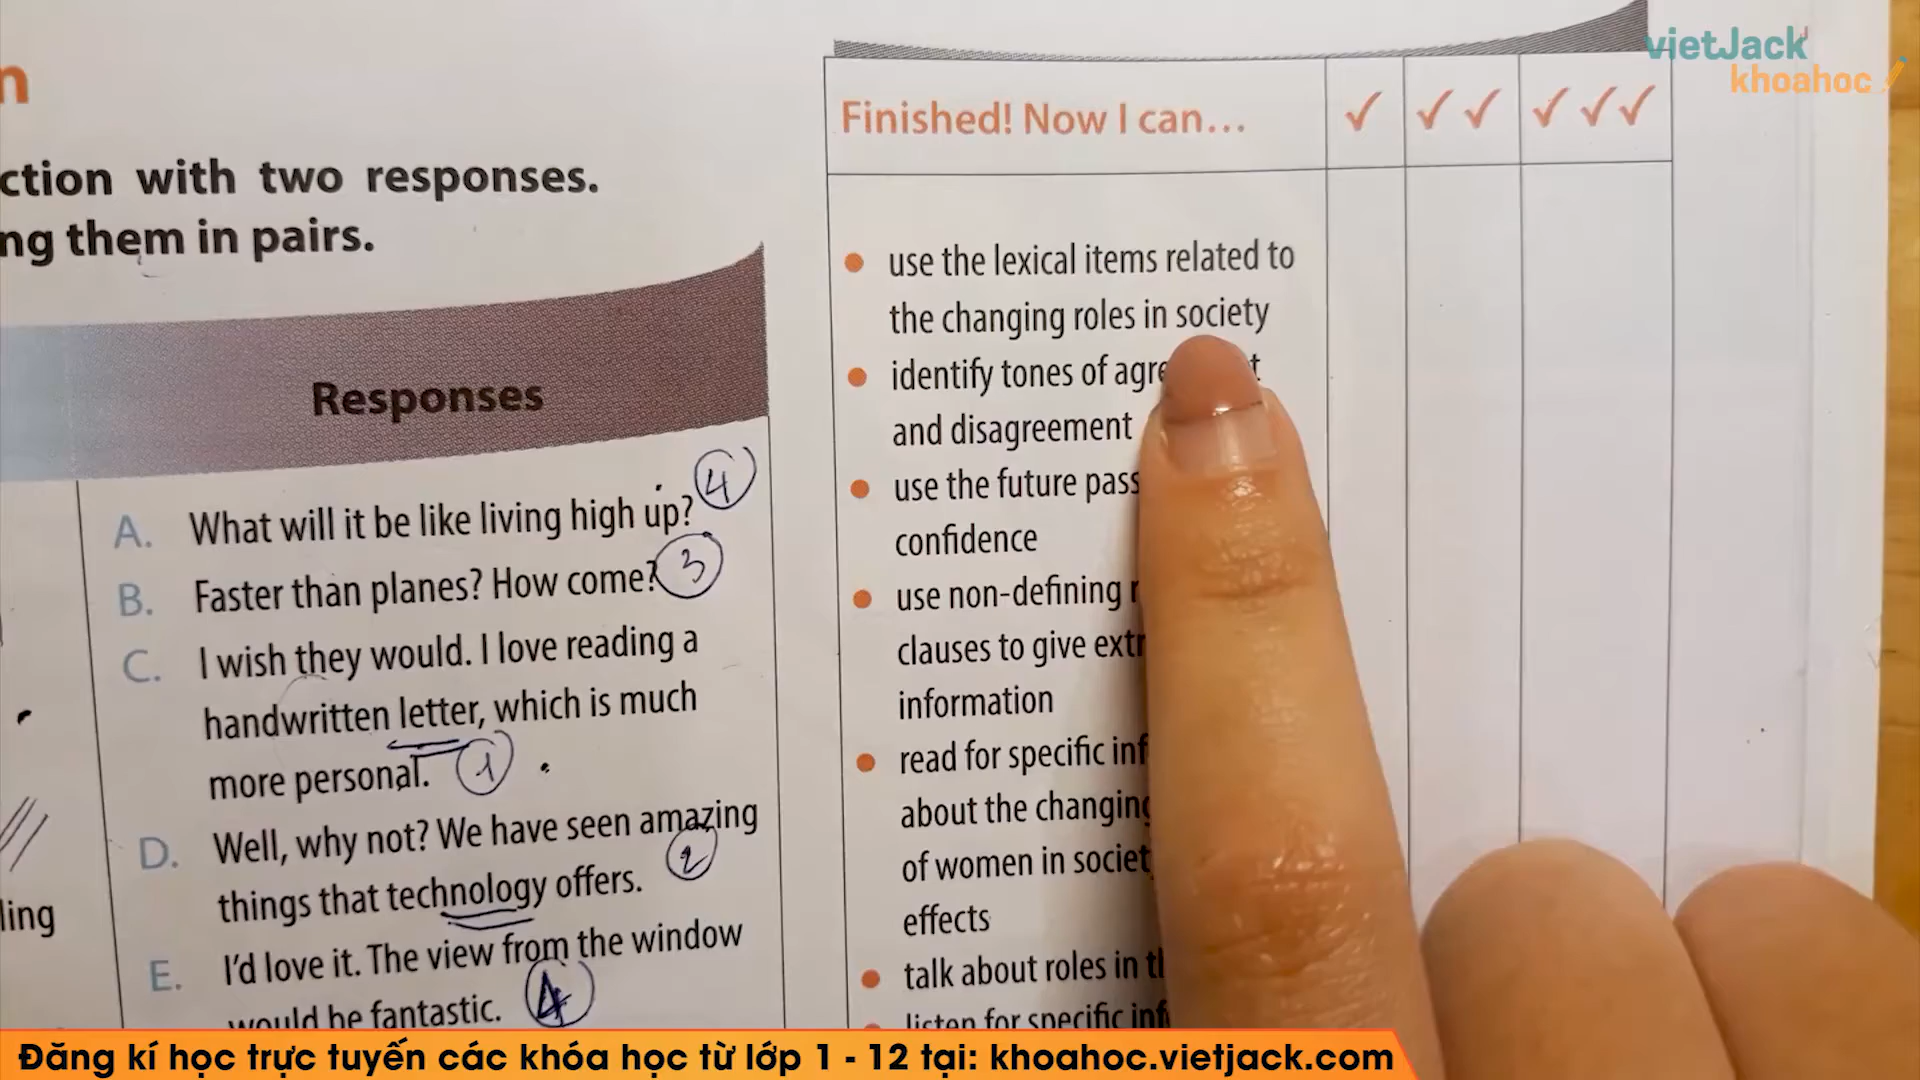 vietJack
khoahoc
n
ction with two responses.
ng them in pairs.
Responses
A. What will it be like living high up? 4
B. Faster than planes? How come? 3
C. I wish they would. I love reading a
handwritten letter, which is much
more personal. 1
D. Well, why not? We have seen amazing
things that technology offers. 2
E. I'd love it. The view from the window
would be fantastic. 4
ling
Finished! Now I can...
use the lexical items related to
the changing roles in society
identify tones of
and disagreement
use the future
confidence
use non-defining
clauses to give
information
read for specific
about the changing
of women in
effects
talk about roles in
listen for specific
Đăng kí học trực tuyến các khóa học từ lớp 1 - 12 tại: khoahoc.vietjack.com